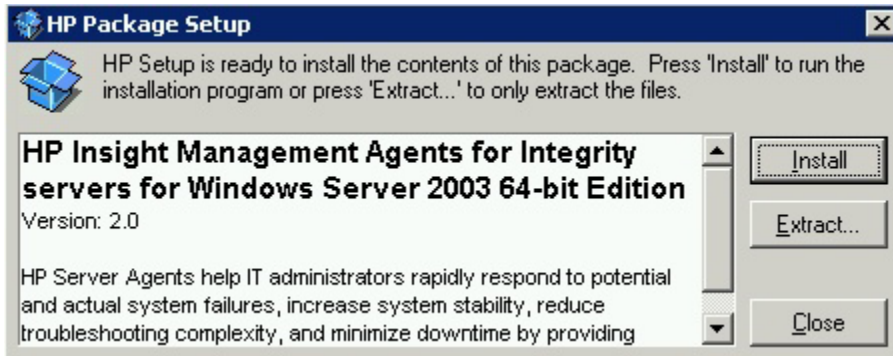 HP Package Setup
HP Setup is ready to install the contents of this package. Press 'Install' to run the
installation program or press 'Extract...' to only extract the files.
HP Insight Management Agents for Integrity
servers for Windows Server 2003 64-bit Edition
Version: 2.0
HP Server Agents help IT administrators rapidly respond to potential
and actual system failures, increase system stability, reduce
troubleshooting complexity, and minimize downtime by providing
Install
Extract...
Close